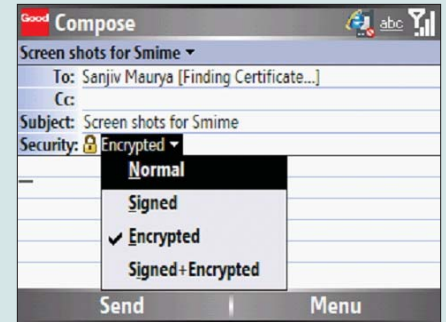 Good Compose abc
Screen shots for Smime
To: Sanjiv Maurya [Finding Certificate...]
Cc:
Subject: Screen shots for Smime
Security: Encrypted
Normal
Signed
Encrypted
Signed+Encrypted
Send Menu